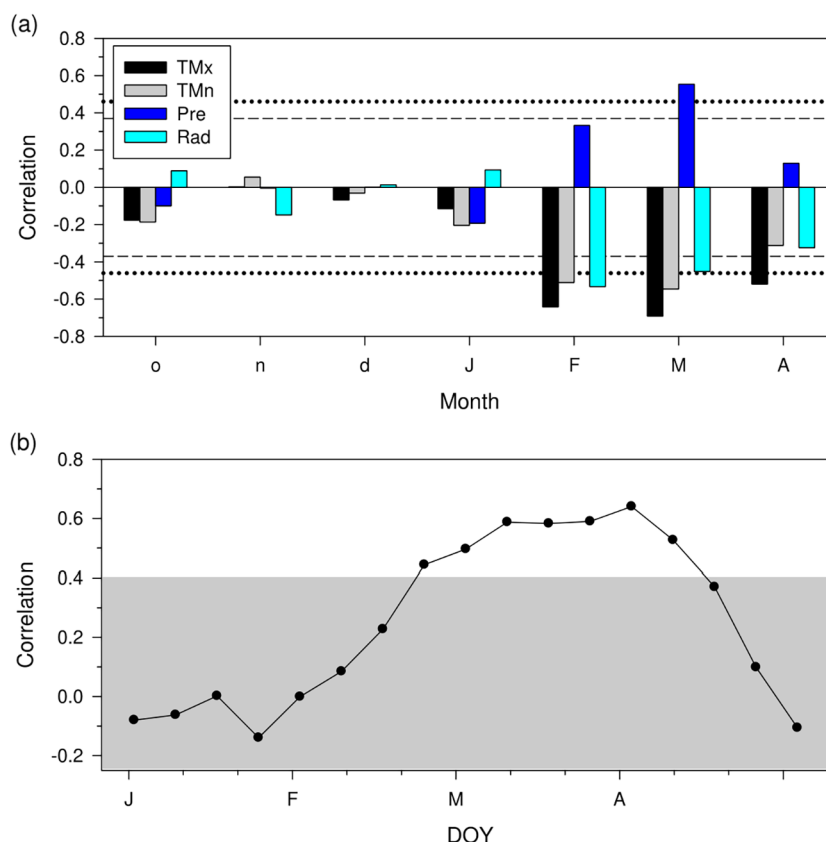 (a)
0.8
0.6
0.4
0.2
0.0
-0.2
-0.4
-0.6
-0.8
Correlation
TMx
TMn
Pre
Rad
o n d J F M A
Month
(b)
0.8
0.6
0.4
0.2
0.0
-0.2
Correlation
J F M A
DOY